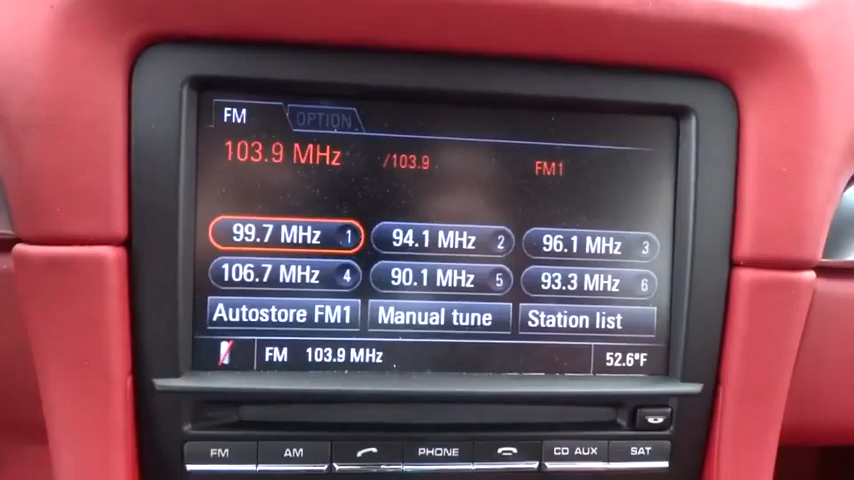 FM OPTION
103.9 MHz /103.9 FM1
99.7 MHz 1 94.1 MHz 2 96.1 MHz 3
106.7 MHz 4 90.1 MHz 5 93.3 MHz 6
Autostore FM1 Manual tune Station list
FM 103.9 MHz 52.6°F
FM AM PHONE CD AUX SAT